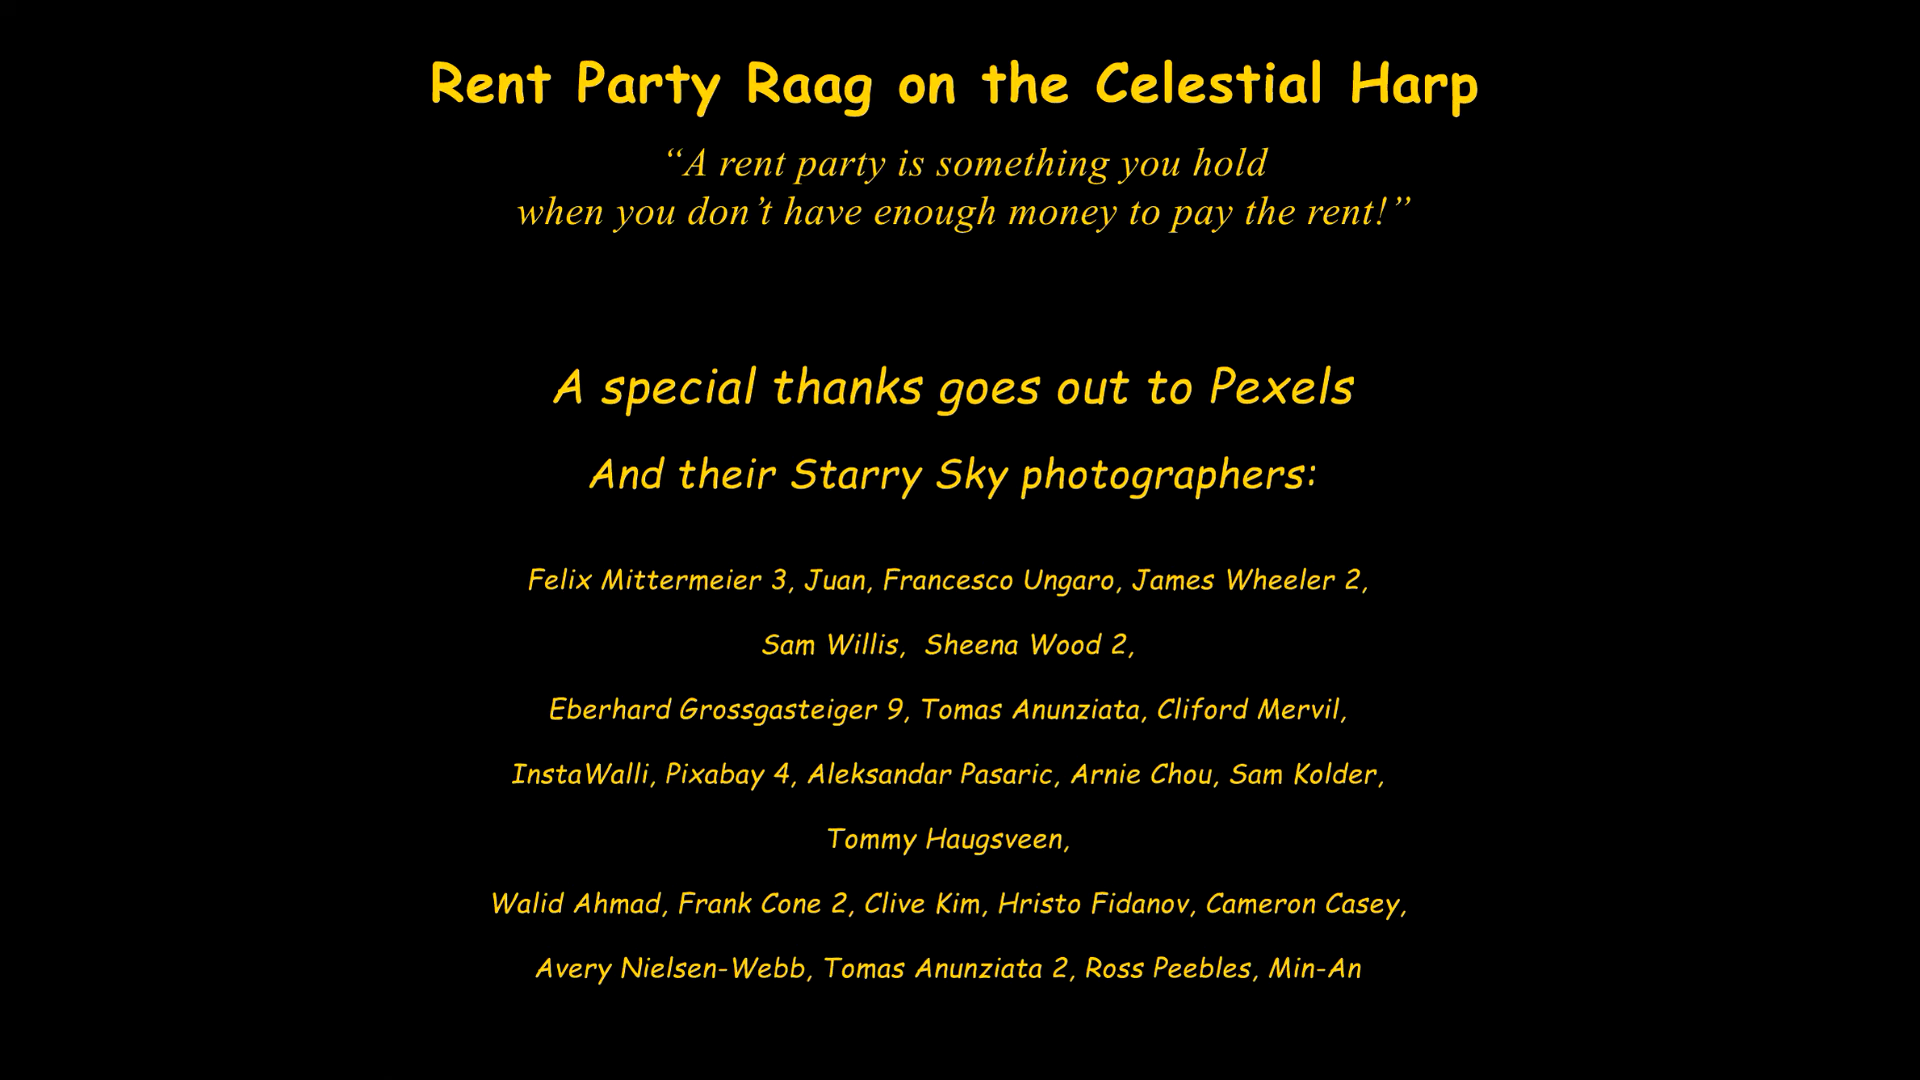 Rent Party Raag on the Celestial Harp
“A rent party is something you hold
when you don’t have enough money to pay the rent!”
A special thanks goes out to Pexels
And their Starry Sky photographers:
Felix Mittermeier 3, Juan, Francesco Ungaro, James Wheeler 2,
Sam Willis,  Sheena Wood 2,
Eberhard Grossgasteiger 9, Tomas Anunziata, Cliford Mervil,
InstaWalli, Pixabay 4, Aleksandar Pasaric, Arnie Chou, Sam Kolder,
Tommy Haugsveen,
Walid Ahmad, Frank Cone 2, Clive Kim, Hristo Fidanov, Cameron Casey,
Avery Nielsen-Webb, Tomas Anunziata 2, Ross Peebles, Min-An